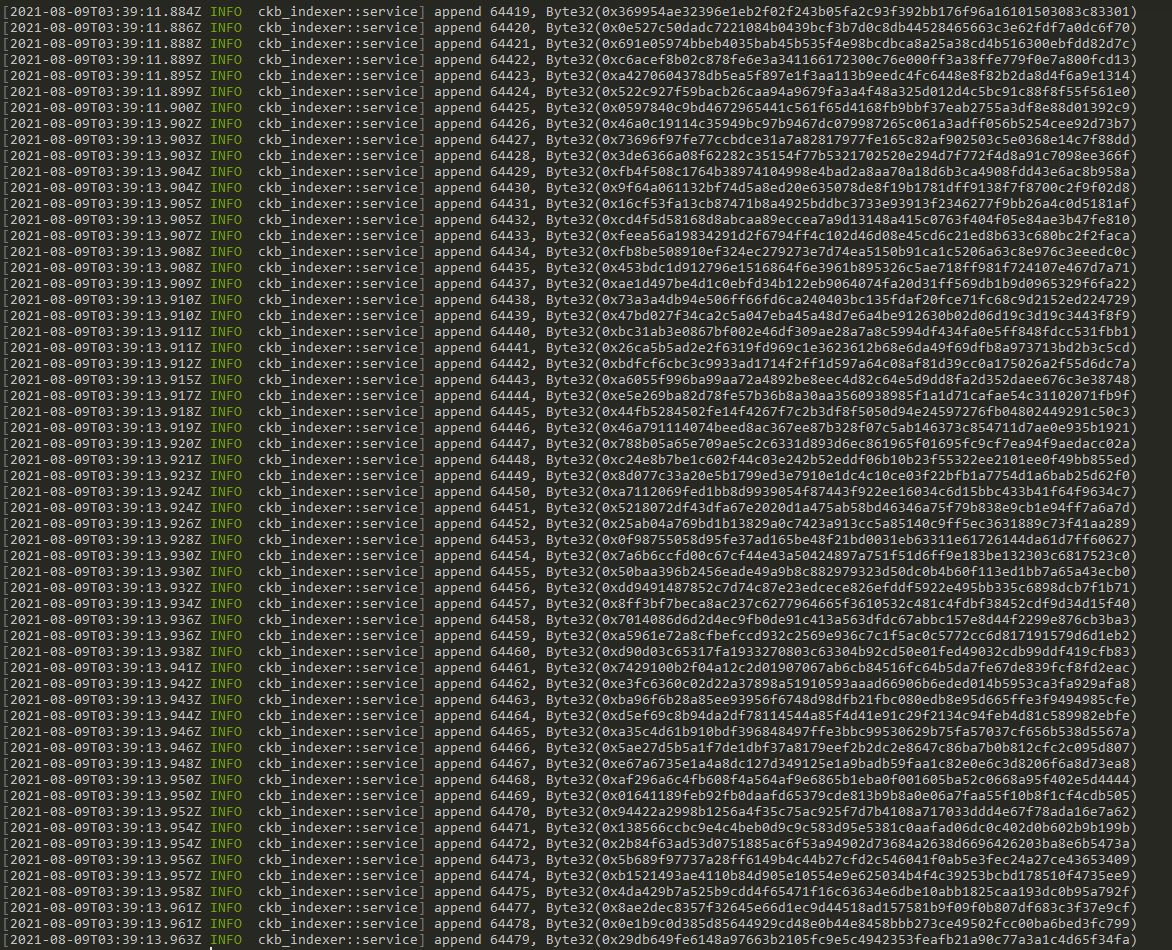 [2021-08-09T03:39:11.884Z INFO  ckb_indexer::service] append 64419, Byte32(0x369954ae32396e1eb2f02f243b05fa2c93f392bb176f96a16101503083c83301)
[2021-08-09T03:39:11.886Z INFO  ckb_indexer::service] append 64420, Byte32(0x0e527c50dadc7221084b0439bcf3b7d0c8db44528465663c3e62fdf7a0dc6f70)
[2021-08-09T03:39:11.888Z INFO  ckb_indexer::service] append 64421, Byte32(0x691e05974bbeb4035bab45b535f4e98bcdbca8a25a38cd4b516300ebfdd82d7c)
[2021-08-09T03:39:11.889Z INFO  ckb_indexer::service] append 64422, Byte32(0xc6acef8b02c878fe6e3a341166172300c76e000ff3a38ffe779f0e7a800fcd13)
[2021-08-09T03:39:11.895Z INFO  ckb_indexer::service] append 64423, Byte32(0xa4270604378db5ea5f897e1f3aa113b9eedc4fc6448e8f82b2da8d4f6a9e1314)
[2021-08-09T03:39:11.899Z INFO  ckb_indexer::service] append 64424, Byte32(0x522c927f59bacb26caa94a9679fa3a4f48a325d012d4c5bc91c88f8f55f561e0)
[2021-08-09T03:39:11.900Z INFO  ckb_indexer::service] append 64425, Byte32(0x0597840c9bd4672965441c561f65d4168fb9bbf37eab2755a3df8e88d01392c9)
[2021-08-09T03:39:13.902Z INFO  ckb_indexer::service] append 64426, Byte32(0x46a0c19114c35949bc97b9467dc079987265c061a3adff056b5254cee92d73b7)
[2021-08-09T03:39:13.903Z INFO  ckb_indexer::service] append 64427, Byte32(0x73696f97fe77ccbdce31a7a82817977fe165c82af902503c5e0368e14c7f88dd)
[2021-08-09T03:39:13.903Z INFO  ckb_indexer::service] append 64428, Byte32(0x3de6366a08f62282c35154f77b5321702520e294d7f772f4d8a91c7098ee366f)
[2021-08-09T03:39:13.904Z INFO  ckb_indexer::service] append 64429, Byte32(0xfb4f508c1764b38974104998e4bad2a8aa70a18d6b3ca4908fdd43e6ac8b958a)
[2021-08-09T03:39:13.904Z INFO  ckb_indexer::service] append 64430, Byte32(0x9f64a061132bf74d5a8ed20e635078de8f19b1781dff9138f7f8700c2f9f02d8)
[2021-08-09T03:39:13.905Z INFO  ckb_indexer::service] append 64431, Byte32(0x16cf53fa13cb87471b8a4925bddbc3733e93913f2346277f9bb26a4c0d5181af)
[2021-08-09T03:39:13.905Z INFO  ckb_indexer::service] append 64432, Byte32(0xcd4f5d58168d8abcaa89eccea7a9d13148a415c0763f404f05e84ae3b47fe810)
[2021-08-09T03:39:13.907Z INFO  ckb_indexer::service] append 64433, Byte32(0xfeea56a19834291d2f6794ff4c102d46d08e45cd6c21ed8b633c680bc2f2faca)
[2021-08-09T03:39:13.908Z INFO  ckb_indexer::service] append 64434, Byte32(0xfb8be508910ef324ec279273e7d74ea5150b91ca1c5206a63c8e976c3eeedc0c)
[2021-08-09T03:39:13.908Z INFO  ckb_indexer::service] append 64435, Byte32(0x453bdc1d912796e1516864f6e3961b895326c5ae718ff981f724107e467d7a71)
[2021-08-09T03:39:13.909Z INFO  ckb_indexer::service] append 64437, Byte32(0xae1d497be4d1c0ebfd34b122eb9064074fa20d31ff569db1b9d0965329f6fa22)
[2021-08-09T03:39:13.910Z INFO  ckb_indexer::service] append 64438, Byte32(0x73a3a4db94e506ff66fd6ca240403bc135fdaf20fce71fc68c9d2152ed224729)
[2021-08-09T03:39:13.910Z INFO  ckb_indexer::service] append 64439, Byte32(0x47bd027f34ca2c5a047eba45a48d7e6a4be912630b02d06d19c3d19c3443f8f9)
[2021-08-09T03:39:13.911Z INFO  ckb_indexer::service] append 64440, Byte32(0xbc31ab3e0867bf002e46df309ae28a7a8c5994df434fa0e5ff848fdcc531fbb1)
[2021-08-09T03:39:13.911Z INFO  ckb_indexer::service] append 64441, Byte32(0x26ca5b5ad2e2f6319fd969c1e3623612b68e6da49f69dfb8a973713bd2b3c5cd)
[2021-08-09T03:39:13.912Z INFO  ckb_indexer::service] append 64442, Byte32(0xbdfcf6cbc3c9933ad1714f2ff1d597a64c08af81d39cc0a175026a2f55d6dc7a)
[2021-08-09T03:39:13.915Z INFO  ckb_indexer::service] append 64443, Byte32(0xa6055f996ba99aa72a4892be8eec4d82c64e5d9dd8fa2d352daee676c3e38748)
[2021-08-09T03:39:13.917Z INFO  ckb_indexer::service] append 64444, Byte32(0xe5e269ba82d78fe57b36b8a30aa3560938985f1a1d71cafae54c31102071fb9f)
[2021-08-09T03:39:13.918Z INFO  ckb_indexer::service] append 64445, Byte32(0x44fb5284502fe14f4267f7c2b3df8f5050d94e24597276fb04802449291c50c3)
[2021-08-09T03:39:13.919Z INFO  ckb_indexer::service] append 64446, Byte32(0x46a791114074beed8ac367ee87b328f07c5ab146373c854711d7ae0e935b1921)
[2021-08-09T03:39:13.920Z INFO  ckb_indexer::service] append 64447, Byte32(0x788b05a65e709ae5c2c6331d893d6ec861965f01695fc9cf7ea94f9aedacc02a)
[2021-08-09T03:39:13.921Z INFO  ckb_indexer::service] append 64448, Byte32(0xc24e8b7be1c602f44c03e242b52eddf06b10b23f55322ee2101ee0f49bb855ed)
[2021-08-09T03:39:13.923Z INFO  ckb_indexer::service] append 64449, Byte32(0x8d077c33a20e5b1799ed3e7910e1dc4c10ce03f22bfb1a7754d1a6bab25d62f0)
[2021-08-09T03:39:13.924Z INFO  ckb_indexer::service] append 64450, Byte32(0xa7112069fed1bb8d9939054f87443f922ee16034c6d15bbc433b41f64f9634c7)
[2021-08-09T03:39:13.924Z INFO  ckb_indexer::service] append 64451, Byte32(0x5218072df43dfa67e2020d1a475ab58bd46346a75f79b838e9cb1e94ff7a6a7d)
[2021-08-09T03:39:13.926Z INFO  ckb_indexer::service] append 64452, Byte32(0x25ab04a769bd1b13829a0c7423a913cc5a85140c9ff5ec3631889c73f41aa289)
[2021-08-09T03:39:13.928Z INFO  ckb_indexer::service] append 64453, Byte32(0x0f98755058d95fe37ad165be48f21bd0031eb63311e61726144da61d7ff60627)
[2021-08-09T03:39:13.930Z INFO  ckb_indexer::service] append 64454, Byte32(0x7a6b6ccfd00c67cf44e43a50424897a751f51d6ff9e183be132303c6817523c0)
[2021-08-09T03:39:13.930Z INFO  ckb_indexer::service] append 64455, Byte32(0x50baa396b2456eade49a9b8c882979323d50dc0b4b60f113ed1bb7a65a43ecb0)
[2021-08-09T03:39:13.932Z INFO  ckb_indexer::service] append 64456, Byte32(0xdd9491487852c7d74c87e23edcece826efddf5922e495bb335c6898dcb7f1b71)
[2021-08-09T03:39:13.934Z INFO  ckb_indexer::service] append 64457, Byte32(0x8ff3bf7beca8ac237c6277964665f3610532c481c4fdbf38452cdf9d34d15f40)
[2021-08-09T03:39:13.936Z INFO  ckb_indexer::service] append 64458, Byte32(0x7014086d6d2d4ec9fb0de91c413a563dfdc67abbc157e8d44f2299e876cb3ba3)
[2021-08-09T03:39:13.936Z INFO  ckb_indexer::service] append 64459, Byte32(0xa5961e72a8cfbefccd932c2569e936c7c1f5ac0c5772cc6d817191579d6d1eb2)
[2021-08-09T03:39:13.938Z INFO  ckb_indexer::service] append 64460, Byte32(0xd90d03c65317fa1933270803c63304b92cd50e01fed49032cdb99ddf419cfb83)
[2021-08-09T03:39:13.941Z INFO  ckb_indexer::service] append 64461, Byte32(0x7429100b2f04a12c2d01907067ab6cb84516fc64b5da7fe67de839fcf8fd2eac)
[2021-08-09T03:39:13.942Z INFO  ckb_indexer::service] append 64462, Byte32(0xe3fc6360c02d22a37898a51910593aaad66906b6eded014b5953ca3fa929afa8)
[2021-08-09T03:39:13.943Z INFO  ckb_indexer::service] append 64463, Byte32(0xba96f6b28a85ee93956f6748d98dfb21fbc080edb8e95d665ffe3f9494985cfe)
[2021-08-09T03:39:13.944Z INFO  ckb_indexer::service] append 64464, Byte32(0xd5ef69c8b94da2df78114544a85f4d41e91c29f2134c94feb4d81c589982ebfe)
[2021-08-09T03:39:13.946Z INFO  ckb_indexer::service] append 64465, Byte32(0xa35c4d61b910bdf396848497ffe3bbc99530629b75fa57037cf656b538d5567a)
[2021-08-09T03:39:13.946Z INFO  ckb_indexer::service] append 64466, Byte32(0x5ae27d5b5a1f7de1dbf37a8179eef2b2dc2e8647c86ba7b0b812cfc2c095d807)
[2021-08-09T03:39:13.948Z INFO  ckb_indexer::service] append 64467, Byte32(0xe67a6735e1a4a8dc127d349125e1a9badb59faa1c82e0e6c3d8206f6a8d73ea8)
[2021-08-09T03:39:13.950Z INFO  ckb_indexer::service] append 64468, Byte32(0xaf296a6c4fb608f4a564af9e6865b1eba0f001605ba52c0668a95f402e5d4444)
[2021-08-09T03:39:13.950Z INFO  ckb_indexer::service] append 64469, Byte32(0x01641189feb92fb0daafd65379cde813b9b8a0e06a7faa55f10b8f1cf4cdb505)
[2021-08-09T03:39:13.952Z INFO  ckb_indexer::service] append 64470, Byte32(0x94422a2998b1256a4f35c75ac925f7d7b4108a717033ddd4e67f78ada16e7a62)
[2021-08-09T03:39:13.954Z INFO  ckb_indexer::service] append 64471, Byte32(0x138566ccbc9e4c4beb0d9c9c583d95e5381c0aafad06dc0c402d0b602b9b199b)
[2021-08-09T03:39:13.954Z INFO  ckb_indexer::service] append 64472, Byte32(0x2b84f63ad53d0751885ac6f53a94902d73684a2638d6696426203ba8e6b5473a)
[2021-08-09T03:39:13.956Z INFO  ckb_indexer::service] append 64473, Byte32(0x5b689f97737a28ff6149b4c44b27cfd2c546041f0ab5e3fec24a27ce43653409)
[2021-08-09T03:39:13.957Z INFO  ckb_indexer::service] append 64474, Byte32(0xb1521493ae4110b84d905e10554e9e625034b4f4c39253bcbd178510f4735ee9)
[2021-08-09T03:39:13.958Z INFO  ckb_indexer::service] append 64475, Byte32(0x4da429b7a525b9cdd4f65471f16c63634e6dbe10abb1825caa193dc0b95a792f)
[2021-08-09T03:39:13.961Z INFO  ckb_indexer::service] append 64477, Byte32(0x8ae2dec8357f32645e66d1ec9d44518ad157581b9f09f0b807df683c3f37e9cf)
[2021-08-09T03:39:13.961Z INFO  ckb_indexer::service] append 64478, Byte32(0x0e1b9c0d385d85644929cd48e0b44e8458bbb273ce49502fcc00ba6bed3fc799)
[2021-08-09T03:39:13.963Z INFO  ckb_indexer::service] append 64479, Byte32(0x29db649fe6148a97663b2105fc9e5c4942353feafb21a90c77a3a1c4d65f34fa)